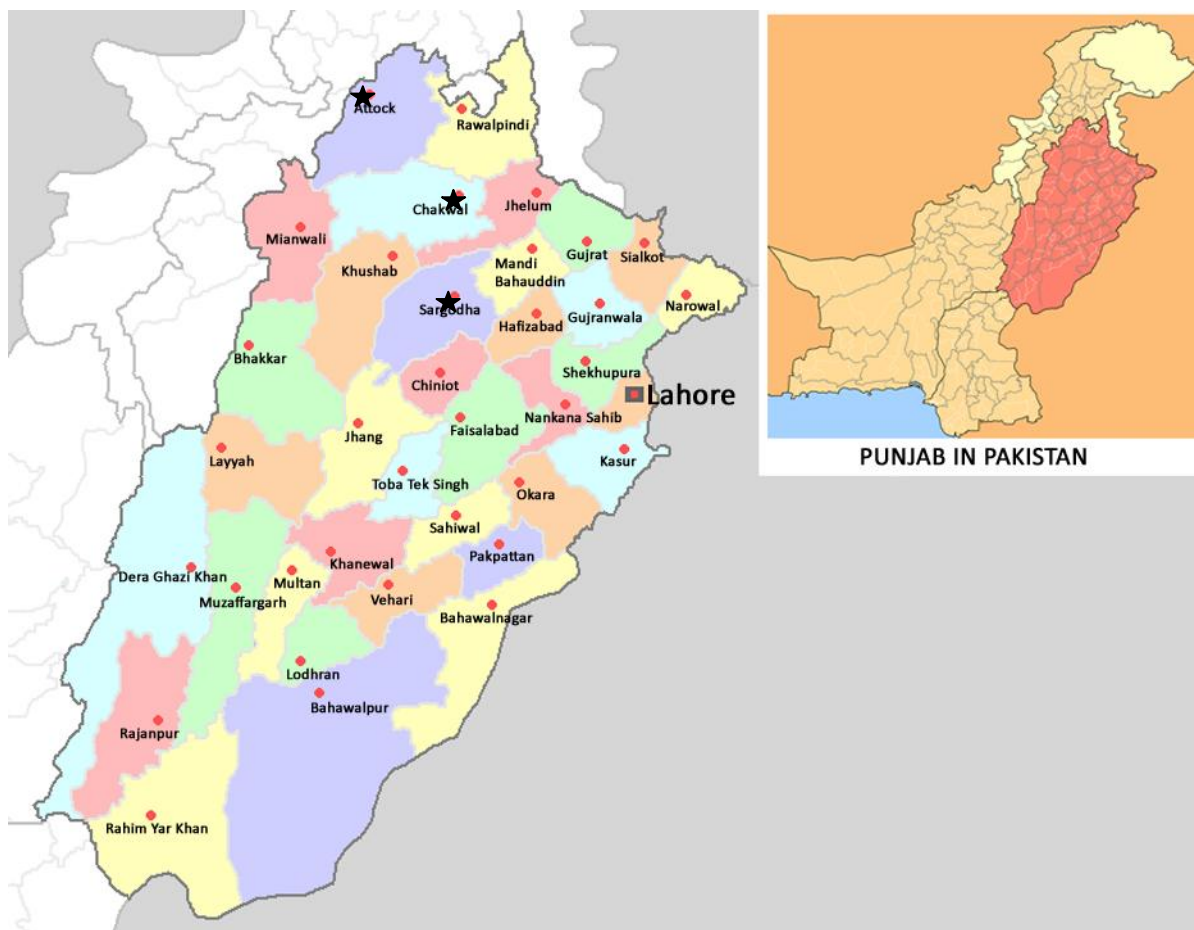 Attock
Rawalpindi
Chakwal
Jhelum
Mianwali
Khushab
Mandi
Bahauddin
Gujrat
Sialkot
Sargodha
Hafizabad
Gujranwala
Narowal
Bhakkar
Chiniot
Shekhupura
Lahore
Nankana Sahib
Jhang
Faisalabad
Layyah
Toba Tek Singh
Kasur
Okara
Sahiwal
Pakpattan
Khanewal
Dera Ghazi Khan
Multan
Muzaffargarh
Vehari
Bahawalnagar
Lodhran
Bahawalpur
Rajanpur
Rahim Yar Khan
PUNJAB IN PAKISTAN